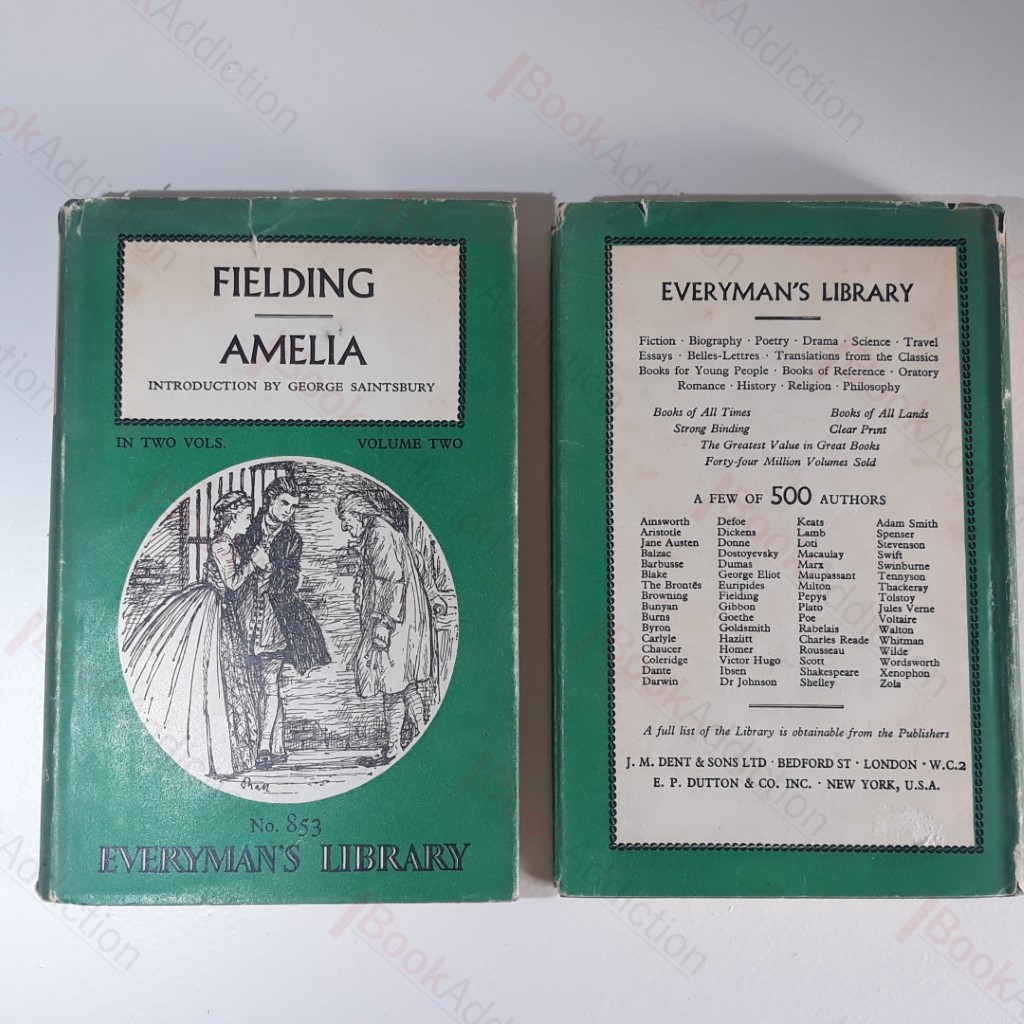 FIELDING
AMELIA
INTRODUCTION BY GEORGE SAINTSBURY
IN TWO VOLS. VOLUME TWO
No. 853
EVERYMAN'S LIBRARY
EVERYMAN'S LIBRARY
Fiction · Biography · Poetry · Drama · Science · Travel
Essays · Belles-Lettres · Translations from the Classics
Books for Young People · Books of Reference · Oratory
Romance · History · Religion · Philosophy
Books of All Times Books of All Lands
Strong Binding Clear Print
The Greatest Value in Great Books
Forty-four Million Volumes Sold
A FEW OF 500 AUTHORS
Ainsworth Defoe Keats Adam Smith
Aristotle Dickens Lamb Spenser
Jane Austen Donne Loti Stevenson
Balzac Dostoyevsky Macaulay Swift
Barbusse Dumas Marx Swinburne
Blake George Eliot Maupassant Tennyson
The Brontës Euripides Milton Thackeray
Browning Fielding Pepys Tolstoy
Bunyan Gibbon Plato Jules Verne
Burns Goethe Poe Voltaire
Byron Goldsmith Rabelais Walton
Carlyle Hazlitt Charles Reade Whitman
Chaucer Homer Rousseau Wilde
Coleridge Victor Hugo Scott Wordsworth
Dante Ibsen Shakespeare Xenophon
Darwin Dr Johnson Shelley Zola
A full list of the Library is obtainable from the Publishers
J. M. DENT & SONS LTD · BEDFORD ST · LONDON · W.C.2
E. P. DUTTON & CO. INC. · NEW YORK, U.S.A.
BookAddiction